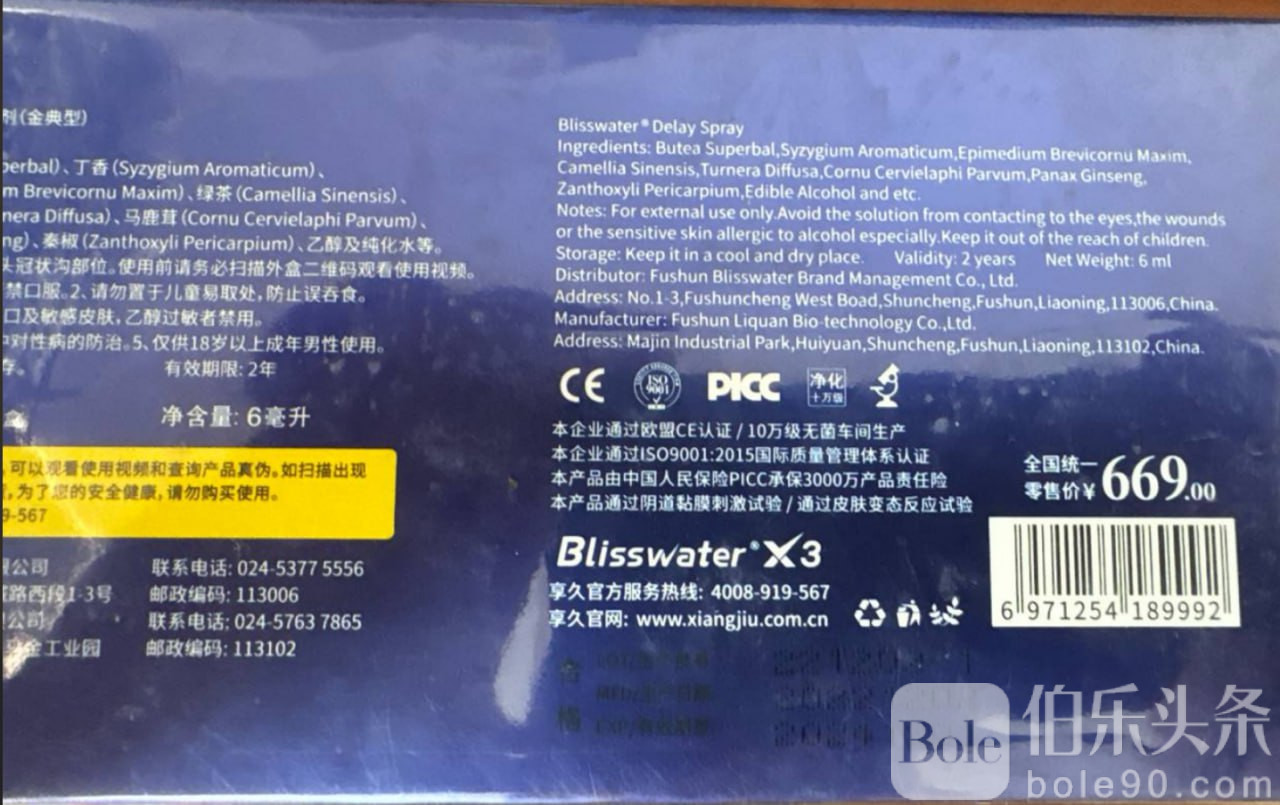 剂(金典型)
perbal)、丁香(Syzygium Aromaticum)、
m Brevicornu Maxim)、绿茶(Camellia Sinensis)、
nera Diffusa)、马鹿茸(Cornu Cervielaphi Parvum)、
ng)、秦椒(Zanthoxyli Pericarpium)、乙醇及纯化水等。
头冠状沟部位。使用前请务必扫描外盒二维码观看使用视频。
禁口服。2、请勿置于儿童易取处,防止误吞食。
口及敏感皮肤,乙醇过敏者禁用。
对性病的防治。5、仅供18岁以上成年男性使用。
存。 有效期限: 2年
盒 净含量: 6毫升
可以观看使用视频和查询产品真伪。如扫描出现
为了您的安全健康,请勿购买使用。
9-567
限公司 联系电话: 024-5377 5556
路西段1-3号 邮政编码: 113006
公司 联系电话: 024-5763 7865
金工业园 邮政编码: 113102
Blisswater® Delay Spray
Ingredients: Butea Superbal,Syzygium Aromaticum,Epimedium Brevicornu Maxim,
Camellia Sinensis,Turnera Diffusa,Cornu Cervielaphi Parvum,Panax Ginseng,
Zanthoxyli Pericarpium,Edible Alcohol and etc.
Notes: For external use only.Avoid the solution from contacting to the eyes,the wounds
or the sensitive skin allergic to alcohol especially.Keep it out of the reach of children.
Storage: Keep it in a cool and dry place. Validity: 2 years Net Weight: 6 ml
Distributor: Fushun Blisswater Brand Management Co., Ltd.
Address: No.1-3,Fushuncheng West Boad,Shuncheng,Fushun,Liaoning,113006,China.
Manufacturer: Fushun Liquan Bio-technology Co.,Ltd.
Address: Majin Industrial Park,Huiyuan,Shuncheng,Fushun,Liaoning,113102,China.
CE ISO 9001 PICC 净化 十万级
本企业通过欧盟CE认证 / 10万级无菌车间生产
本企业通过ISO9001:2015国际质量管理体系认证
本产品由中国人民保险PICC承保3000万产品责任险
本产品通过阴道黏膜刺激试验 / 通过皮肤变态反应试验
全国统一
零售价¥669.00
Blisswater® X3
享久官方服务热线: 4008-919-567
享久官网: www.xiangjiu.com.cn
6 971254 189992
Bole 伯乐头条
bole90.com